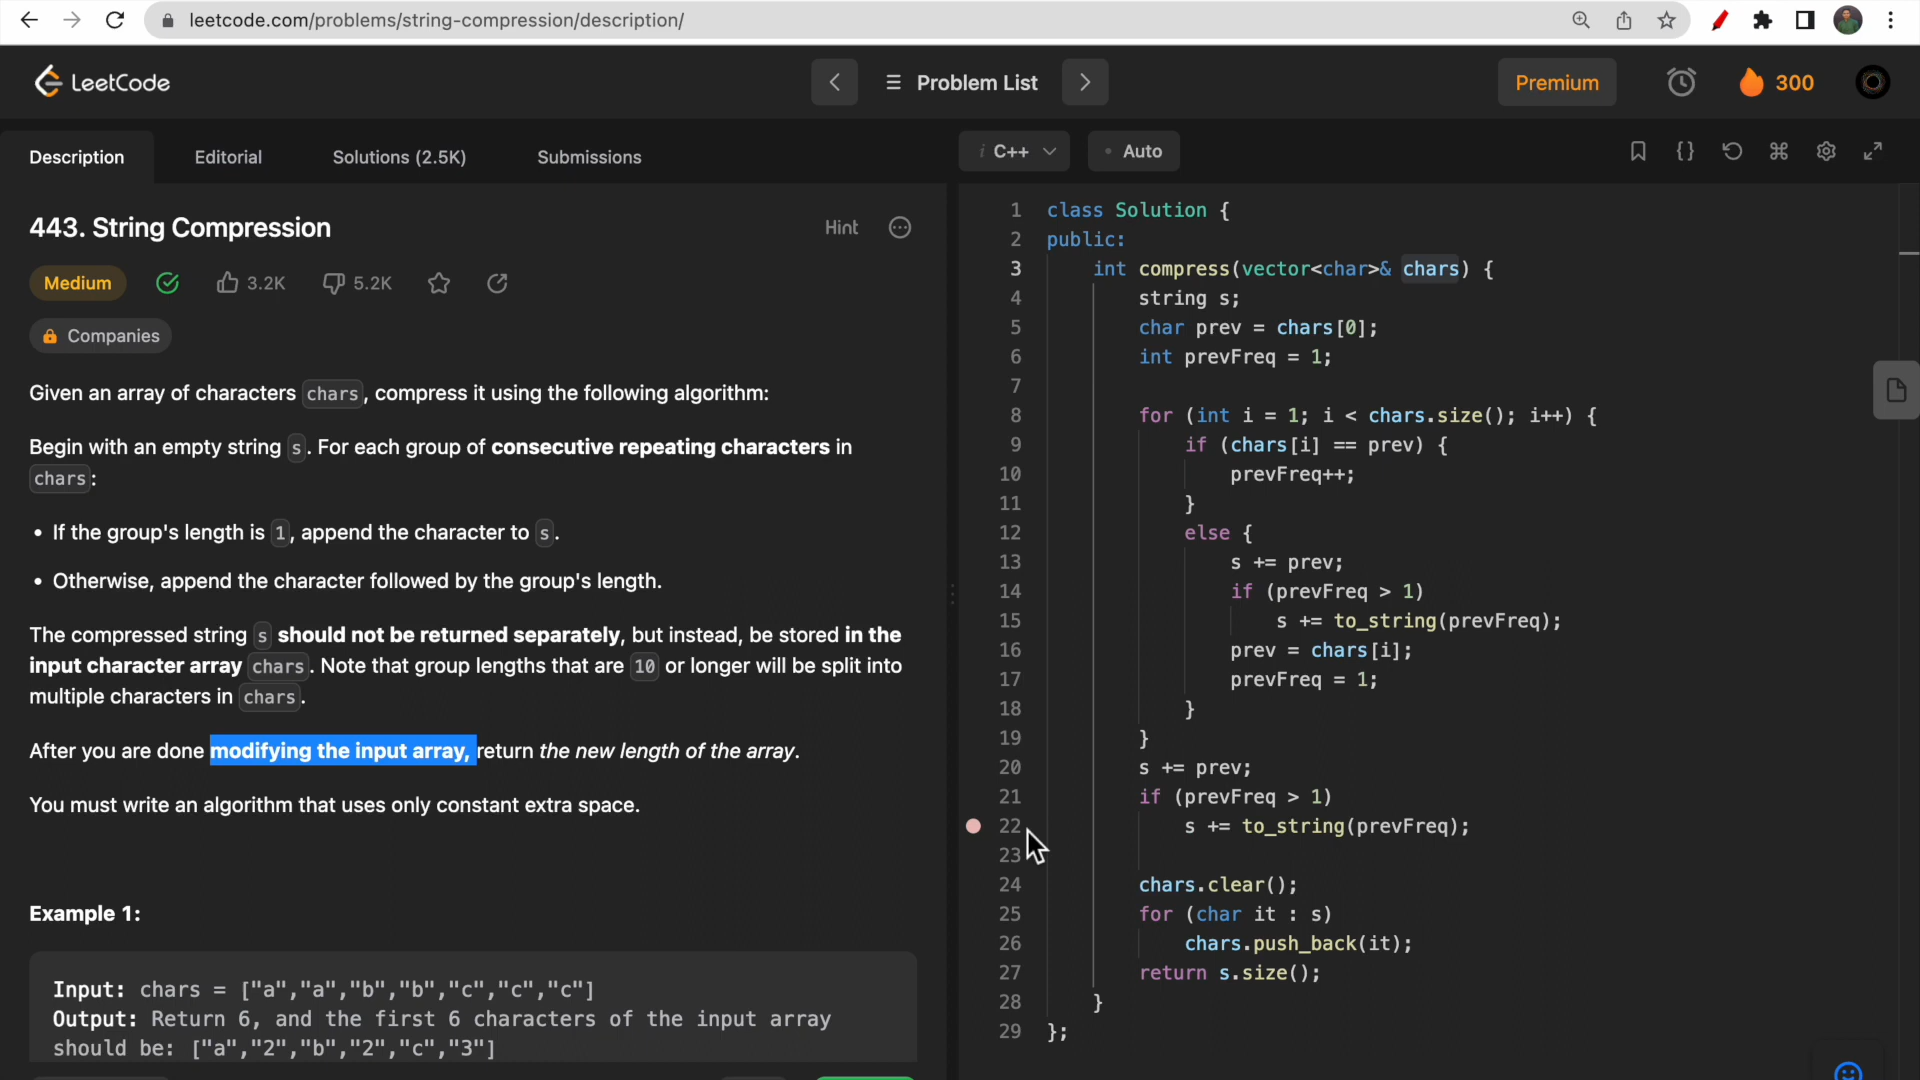 leetcode.com/problems/string-compression/description/
LeetCode
Problem List
Premium
300
Description
Editorial
Solutions (2.5K)
Submissions
i C++
Auto
443. String Compression
Hint
Medium
3.2K
5.2K
Companies
Given an array of characters chars, compress it using the following algorithm:
Begin with an empty string s. For each group of consecutive repeating characters in
chars:
• If the group's length is 1, append the character to s.
• Otherwise, append the character followed by the group's length.
The compressed string s should not be returned separately, but instead, be stored in the
input character array chars. Note that group lengths that are 10 or longer will be split into
multiple characters in chars.
After you are done modifying the input array, return the new length of the array.
You must write an algorithm that uses only constant extra space.
Example 1:
Input: chars = ["a","a","b","b","c","c","c"]
Output: Return 6, and the first 6 characters of the input array
should be: ["a","2","b","2","c","3"]
1 class Solution {
2 public:
3 int compress(vector<char>& chars) {
4 string s;
5 char prev = chars[0];
6 int prevFreq = 1;
7
8 for (int i = 1; i < chars.size(); i++) {
9 if (chars[i] == prev) {
10 prevFreq++;
11 }
12 else {
13 s += prev;
14 if (prevFreq > 1)
15 s += to_string(prevFreq);
16 prev = chars[i];
17 prevFreq = 1;
18 }
19 }
20 s += prev;
21 if (prevFreq > 1)
22 s += to_string(prevFreq);
23
24 chars.clear();
25 for (char it : s)
26 chars.push_back(it);
27 return s.size();
28 }
29 };